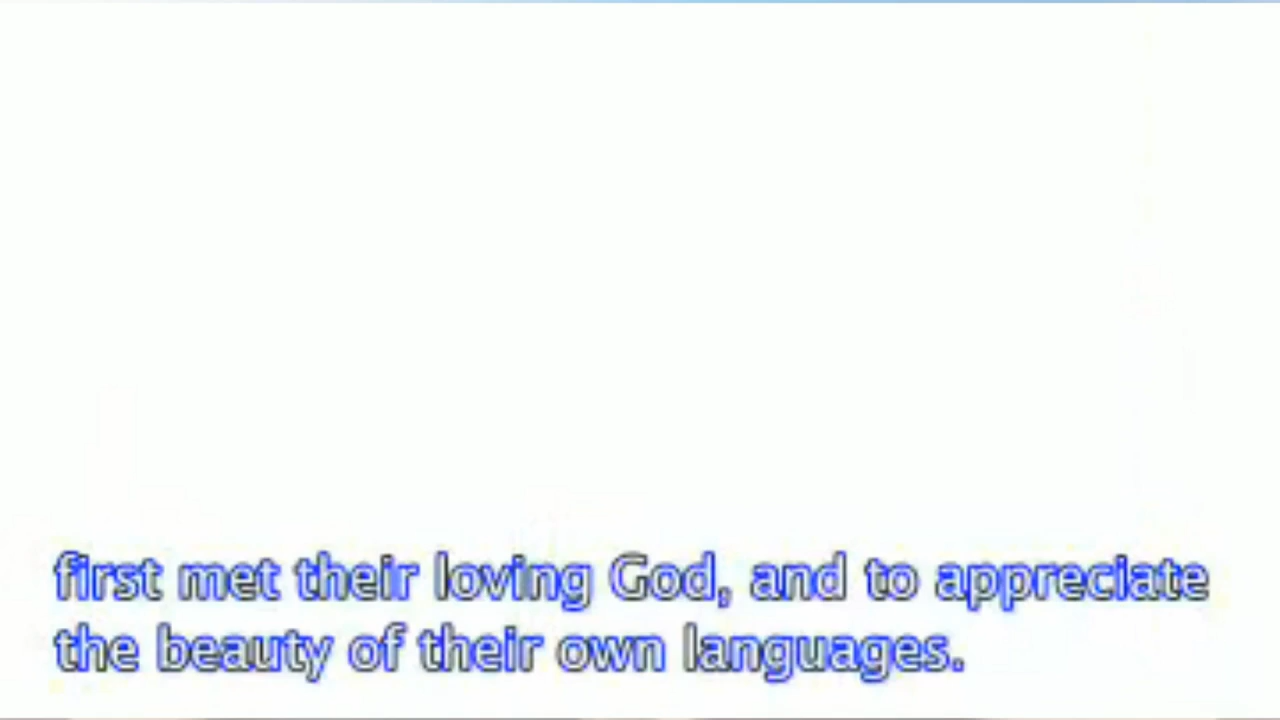 first met their loving God, and to appreciate
the beauty of their own languages.